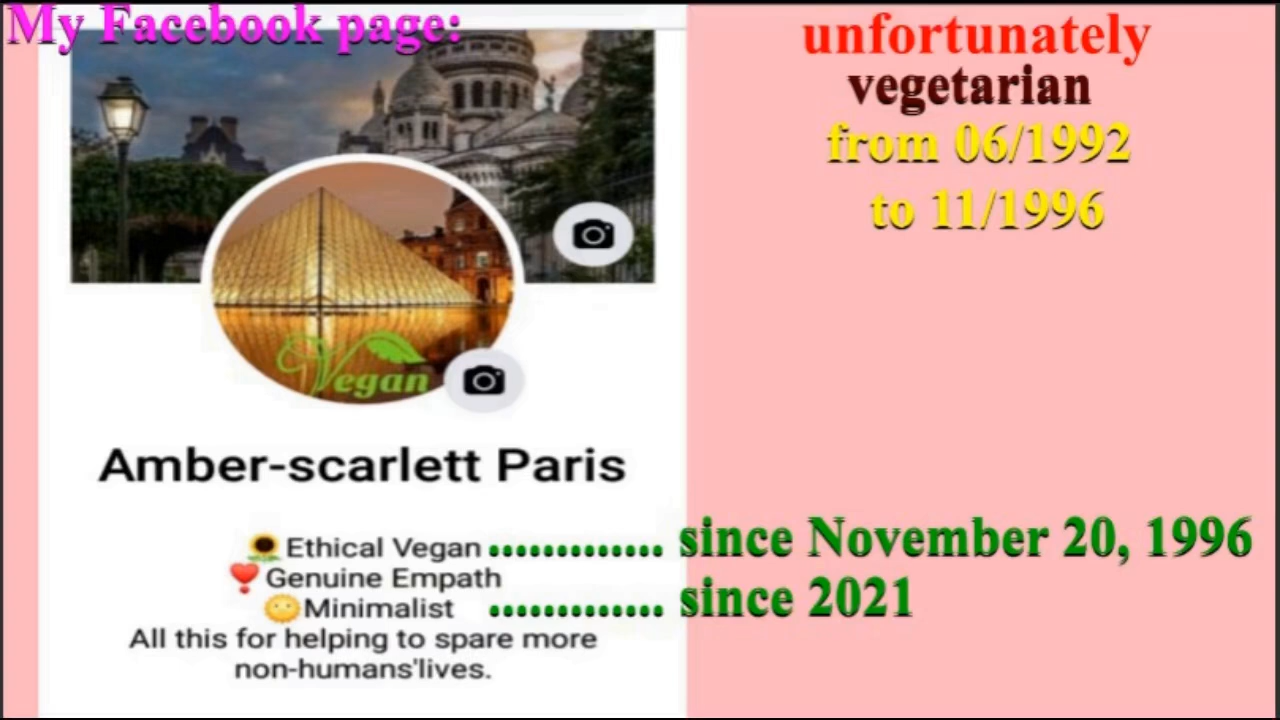 My Facebook page:
unfortunately
vegetarian
from 06/1992
to 11/1996
Vegan
Amber-scarlett Paris
Ethical Vegan ............. since November 20, 1996
Genuine Empath
Minimalist ............. since 2021
All this for helping to spare more
non-humans'lives.